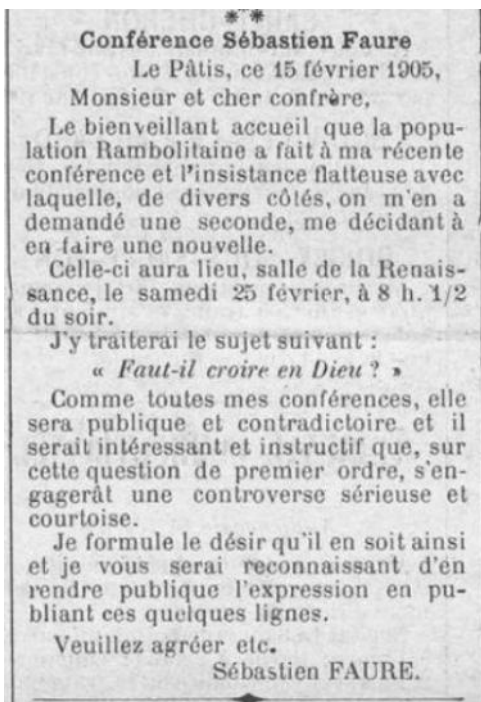 ***
Conférence Sébastien Faure
Le Pâtis, ce 15 février 1905,
Monsieur et cher confrère,
Le bienveillant accueil que la popu-
lation Rambolitaine a fait à ma récente
conférence et l'insistance flatteuse avec
laquelle, de divers côtés, on m'en a
demandé une seconde, me décidant à
en faire une nouvelle.
Celle-ci aura lieu, salle de la Renais-
sance, le samedi 25 février, à 8 h. 1/2
du soir.
J'y traiterai le sujet suivant :
« Faut-il croire en Dieu ? »
Comme toutes mes conférences, elle
sera publique et contradictoire et il
serait intéressant et instructif que, sur
cette question de premier ordre, s'en-
gagerât une controverse sérieuse et
courtoise.
Je formule le désir qu'il en soit ainsi
et je vous serai reconnaissant d'en
rendre publique l'expression en pu-
bliant ces quelques lignes.
Veuillez agréer etc.
Sébastien FAURE.